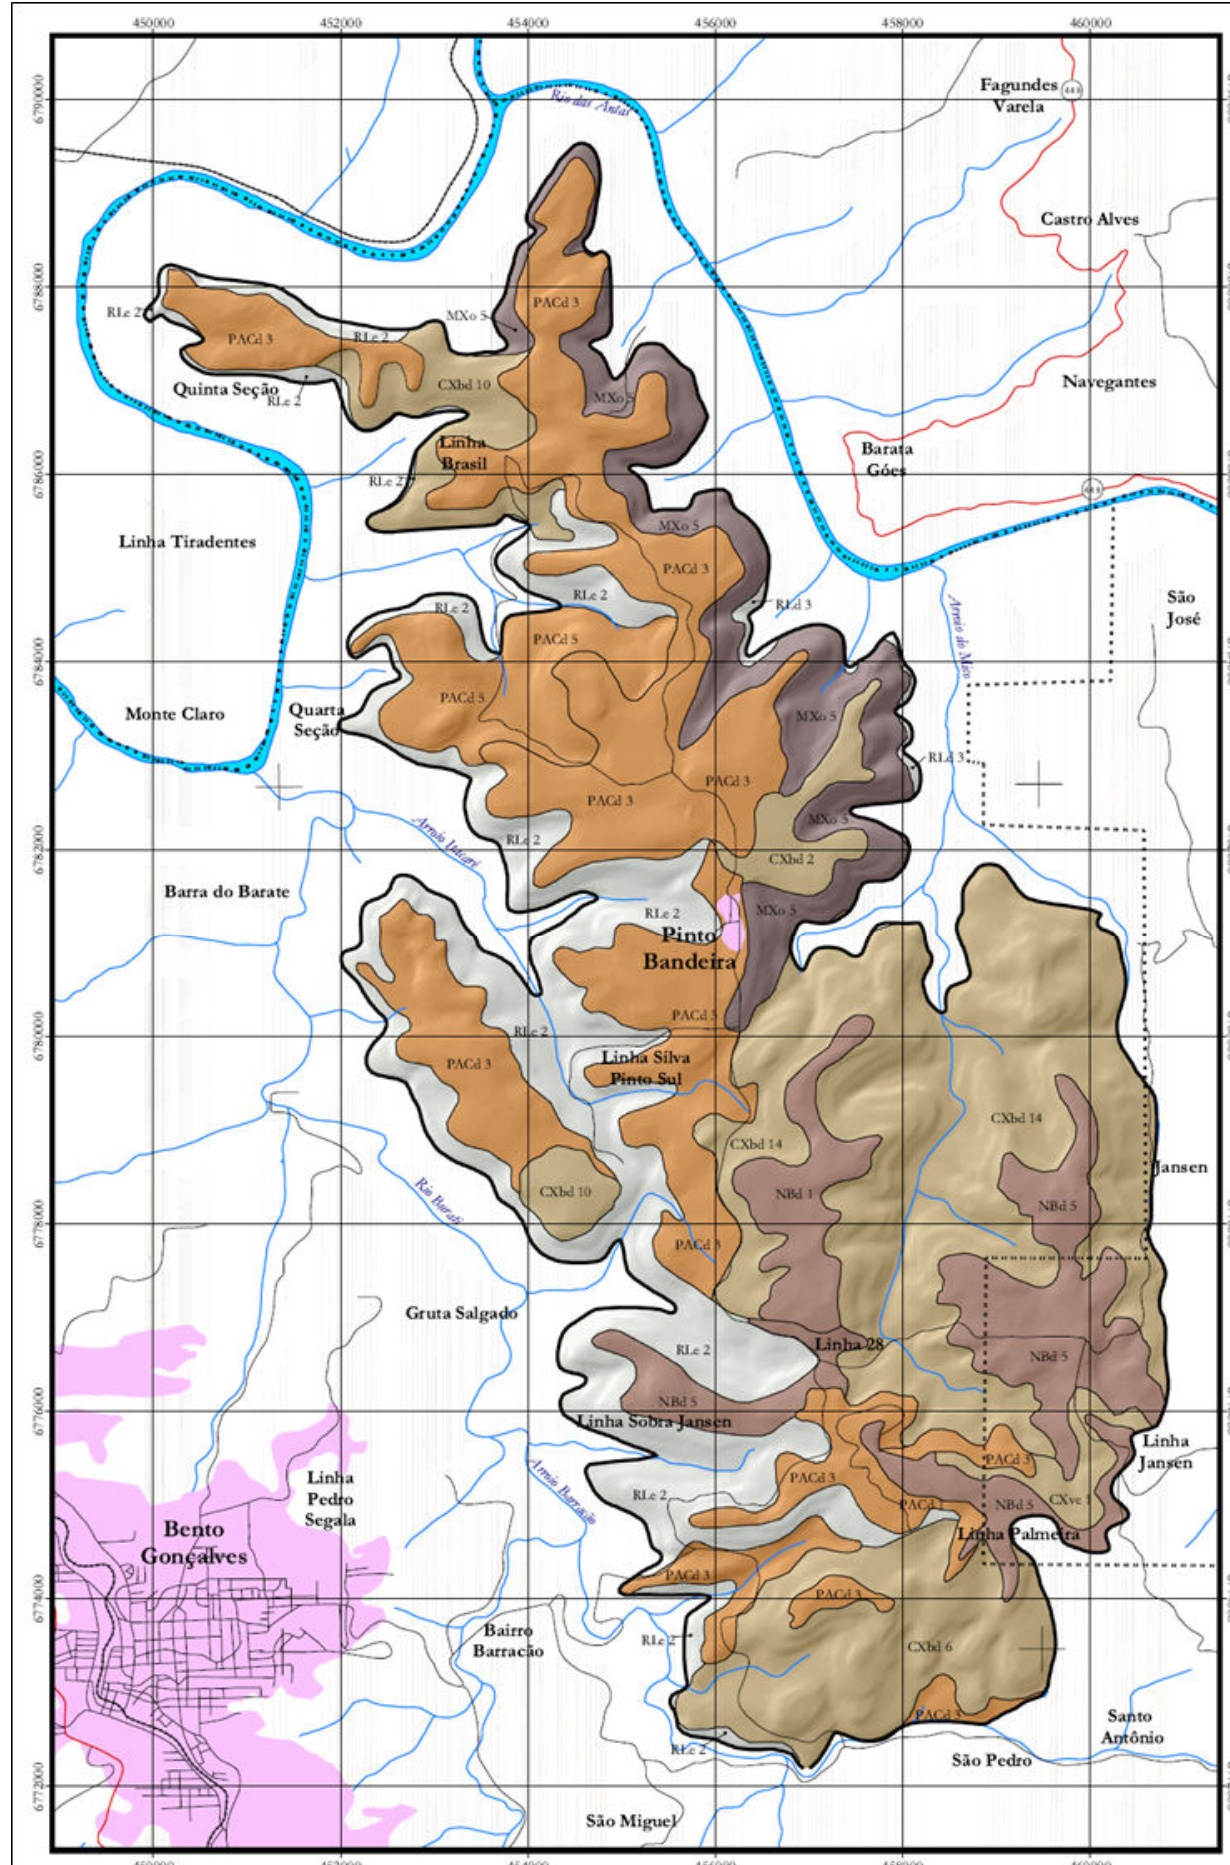 450000
452000
454000
456000
458000
460000
6790000
Rio das Antas
Fagundes
Varela
448
Castro Alves
6788000
RLe 2
PACd 3
MXo 5
PACd 3
RLe 2
Quinta Seção
RLe 2
CXbd 10
MXo 5
Navegantes
Linha
Brasil
Barata
Góes
6786000
RLe 2
448
MXo 5
Linha Tiradentes
PACd 3
RLe 2
RLe 2
RLd 3
São
José
Arroio do Meio
PACd 5
6784000
PACd 5
Monte Claro
Quarta
Seção
MXo 5
RLd 3
PACd 3
PACd 3
MXo 5
Arroio
RLe 2
6782000
CXbd 2
Barra do Barate
RLe 2
MXo 5
Pinto
Bandeira
PACd 3
6780000
RLe 2
PACd 3
Linha Silva
Pinto Sul
CXbd 14
CXbd 14
Jansen
CXbd 10
NBd 1
NBd 5
Rio Burati
6778000
PACd 3
Gruta Salgado
RLe 2
Linha 28
NBd 5
6776000
NBd 5
Linha Sobra Jansen
Linha
Jansen
PACd 3
PACd 3
Linha
Pedro
Segala
Arroio Barracão
RLe 2
PACd 1
NBd 5
CXve 1
Bento
Gonçalves
Linha Palmeira
PACd 3
6774000
PACd 3
Bairro
Barracão
RLe 2
CXbd 6
PACd 3
Santo
Antônio
RLe 2
São Pedro
6772000
São Miguel